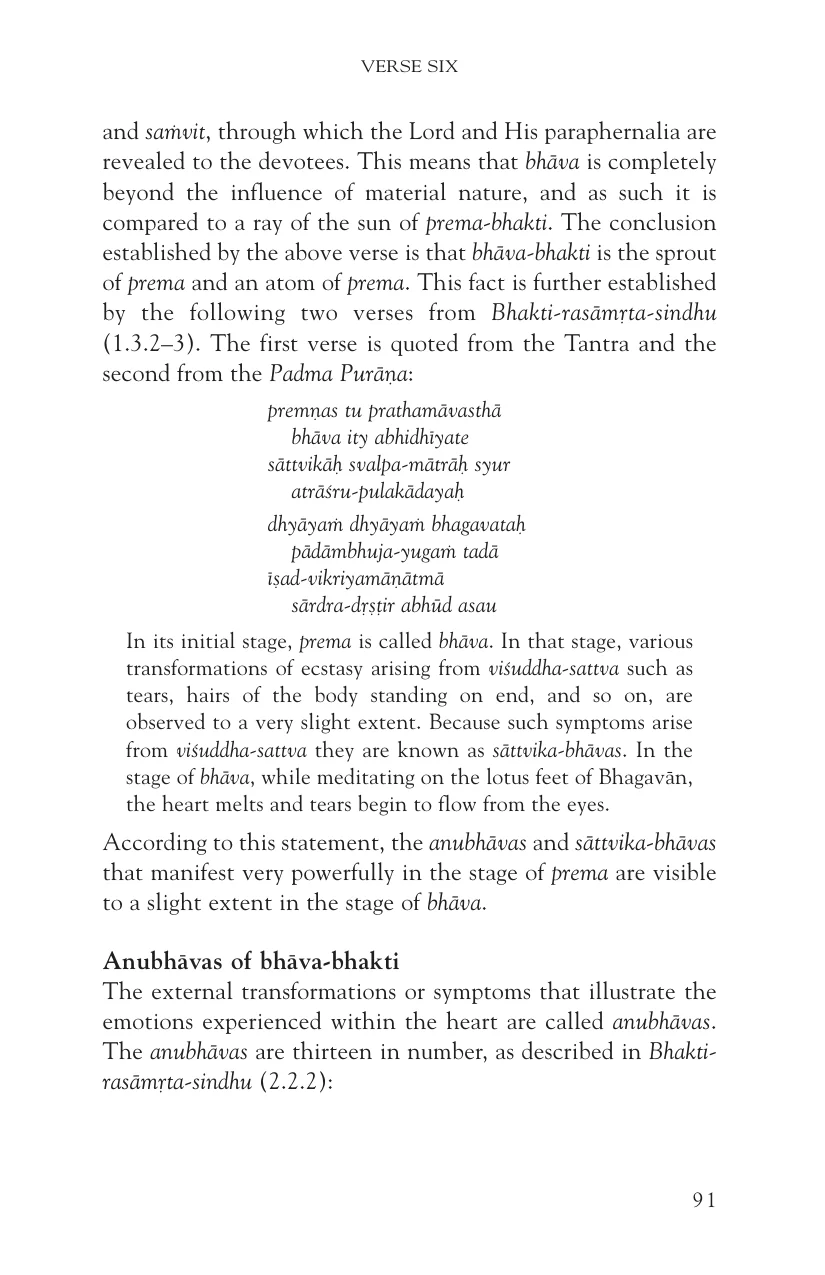 VERSE SIX
and saṁvit, through which the Lord and His paraphernalia are
revealed to the devotees. This means that bhāva is completely
beyond the influence of material nature, and as such it is
compared to a ray of the sun of prema-bhakti. The conclusion
established by the above verse is that bhāva-bhakti is the sprout
of prema and an atom of prema. This fact is further established
by the following two verses from Bhakti-rasāmṛta-sindhu
(1.3.2–3). The first verse is quoted from the Tantra and the
second from the Padma Purāṇa:
premṇas tu prathamāvasthā
bhāva ity abhidhīyate
sāttvikāḥ svalpa-mātrāḥ syur
atrāśru-pulakādayaḥ
dhyāyaṁ dhyāyaṁ bhagavataḥ
pādāmbhuja-yugaṁ tadā
īṣad-vikriyamāṇātmā
sārdra-dṛṣṭir abhūd asau
In its initial stage, prema is called bhāva. In that stage, various
transformations of ecstasy arising from viśuddha-sattva such as
tears, hairs of the body standing on end, and so on, are
observed to a very slight extent. Because such symptoms arise
from viśuddha-sattva they are known as sāttvika-bhāvas. In the
stage of bhāva, while meditating on the lotus feet of Bhagavān,
the heart melts and tears begin to flow from the eyes.
According to this statement, the anubhāvas and sāttvika-bhāvas
that manifest very powerfully in the stage of prema are visible
to a slight extent in the stage of bhāva.
Anubhāvas of bhāva-bhakti
The external transformations or symptoms that illustrate the
emotions experienced within the heart are called anubhāvas.
The anubhāvas are thirteen in number, as described in Bhakti-
rasāmṛta-sindhu (2.2.2):
91